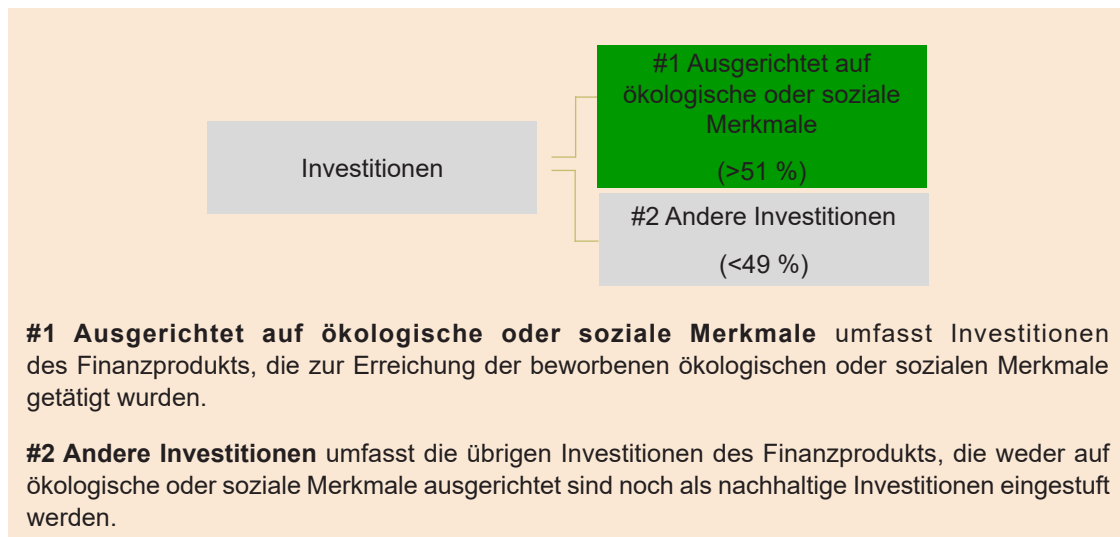 #1 Ausgerichtet auf
ökologische oder soziale
Merkmale
(>51 %)
Investitionen
#2 Andere Investitionen
(<49 %)
#1 Ausgerichtet auf ökologische oder soziale Merkmale umfasst Investitionen
des Finanzprodukts, die zur Erreichung der beworbenen ökologischen oder sozialen Merkmale
getätigt wurden.
#2 Andere Investitionen umfasst die übrigen Investitionen des Finanzprodukts, die weder auf
ökologische oder soziale Merkmale ausgerichtet sind noch als nachhaltige Investitionen eingestuft
werden.